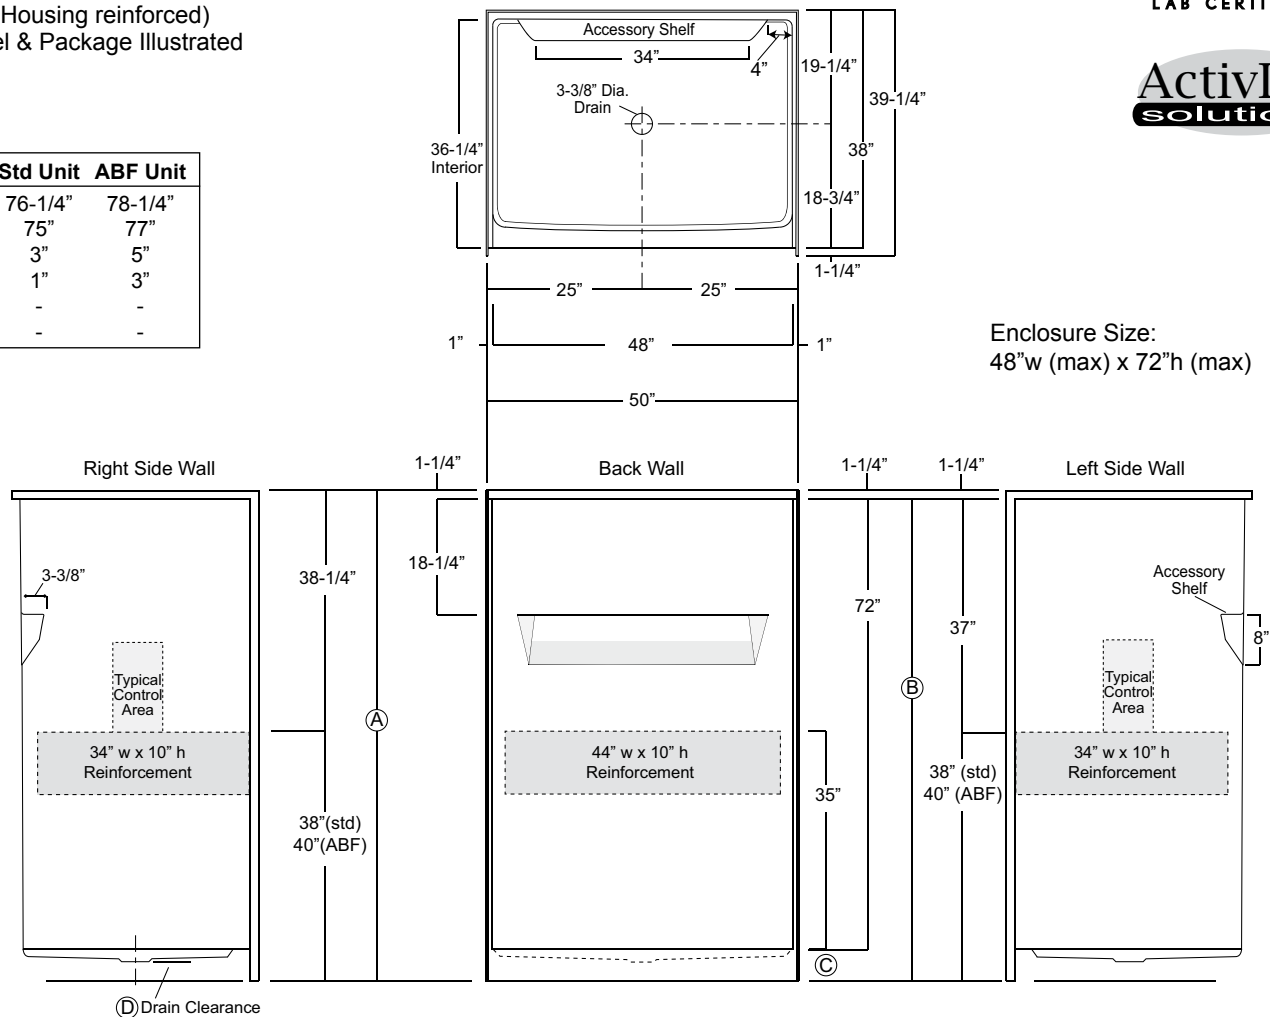 Housing reinforced)
& Package Illustrated
Std Unit ABF Unit
76-1/4” 78-1/4”
75” 77”
3” 5”
1” 3”
- -
- -
Accessory Shelf
34”
4”
3-3/8” Dia.
Drain
36-1/4”
Interior
19-1/4”
39-1/4”
38”
18-3/4”
1-1/4”
25” 25”
1” 48” 1”
50”
Enclosure Size:
48”w (max) x 72”h (max)
LAB
solutio
Right Side Wall
3-3/8”
Typical
Control
Area
34” w x 10” h
Reinforcement
D Drain Clearance
38-1/4”
38”(std)
40”(ABF)
A
1-1/4”
18-1/4”
Back Wall
44” w x 10” h
Reinforcement
1-1/4”
72”
35”
C
B
1-1/4”
37”
38” (std)
40” (ABF)
Left Side Wall
Accessory
Shelf
8”
Typical
Control
Area
34” w x 10” h
Reinforcement